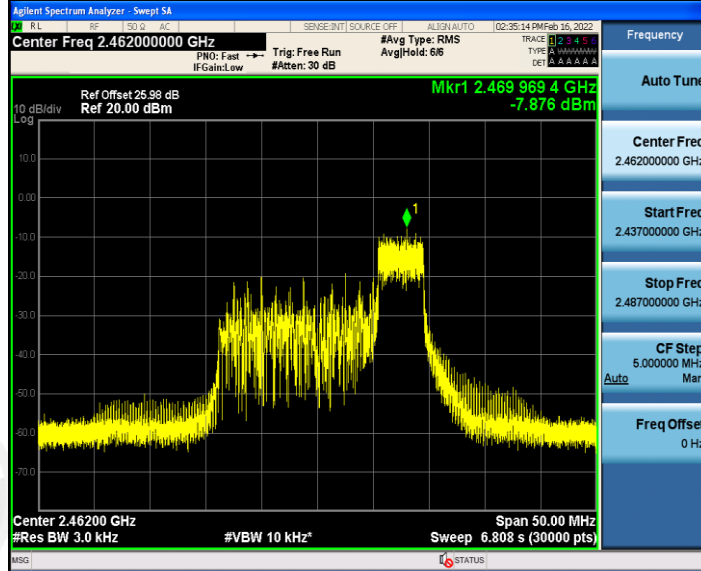 Agilent Spectrum Analyzer - Swept SA
RL RF 50 Ω AC SENSE:INT SOURCE OFF ALIGN AUTO 02:35:14 PM Feb 16, 2022
Center Freq 2.462000000 GHz
PNO: Fast
IFGain:Low
Trig: Free Run
#Atten: 30 dB
#Avg Type: RMS
Avg|Hold: 6/6
TRACE 1 2 3 4 5 6
TYPE A
DET A A A A A A
Ref Offset 25.98 dB
10 dB/div Ref 20.00 dBm
Log
Mkr1 2.469 969 4 GHz
-7.876 dBm
10.0
0.00
-10.0
-20.0
-30.0
-40.0
-50.0
-60.0
-70.0
1
Center 2.46200 GHz Span 50.00 MHz
#Res BW 3.0 kHz #VBW 10 kHz* Sweep 6.808 s (30000 pts)
MSG STATUS
Frequency
Auto Tune
Center Freq
2.462000000 GHz
Start Freq
2.437000000 GHz
Stop Freq
2.487000000 GHz
CF Step
5.000000 MHz
Auto Man
Freq Offset
0 Hz